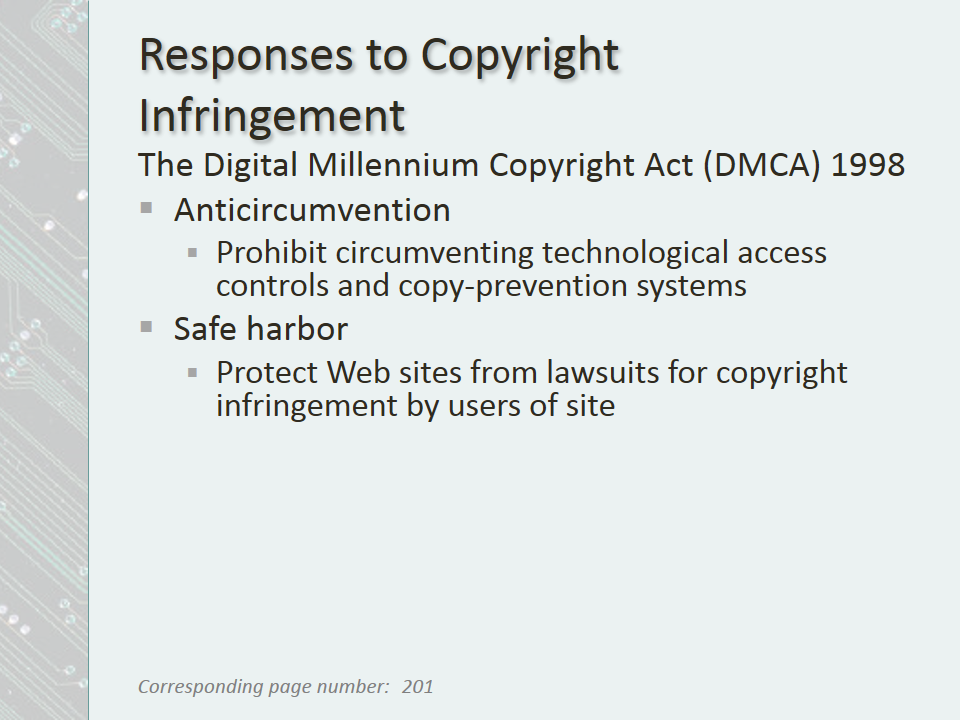 Responses to Copyright
Infringement
The Digital Millennium Copyright Act (DMCA) 1998
Anticircumvention
Prohibit circumventing technological access
controls and copy-prevention systems
Safe harbor
Protect Web sites from lawsuits for copyright
infringement by users of site
Corresponding page number: 201